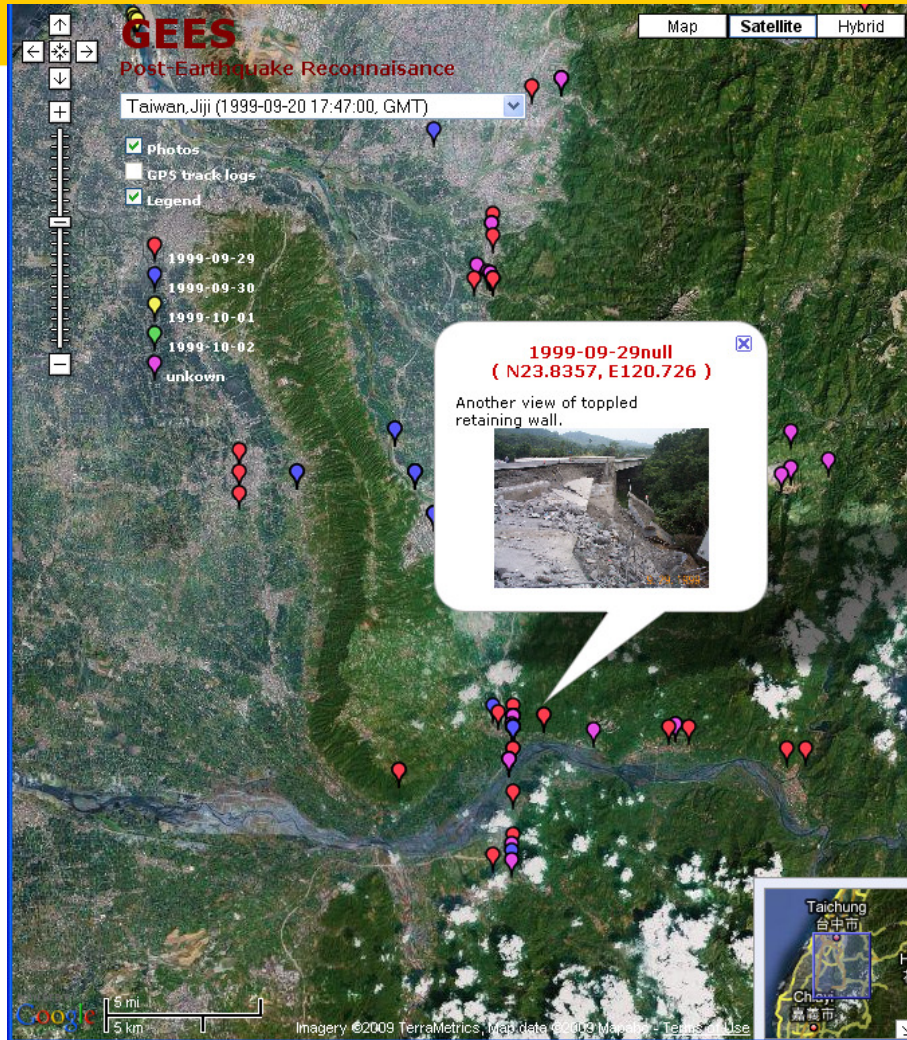 GEES
Post-Earthquake Reconnaisance
Map
Satellite
Hybrid
Taiwan,Jiji (1999-09-20 17:47:00, GMT)
Photos
GPS track logs
Legend
1999-09-29
1999-09-30
1999-10-01
1999-10-02
unkown
1999-09-29null
( N23.8357, E120.726 )
Another view of toppled
retaining wall.
Taichung
台中市
Chiayi
嘉義市
H
Google
5 mi
5 km
Imagery ©2009 TerraMetrics, Map data ©2009 Mapabc - Terms of Use